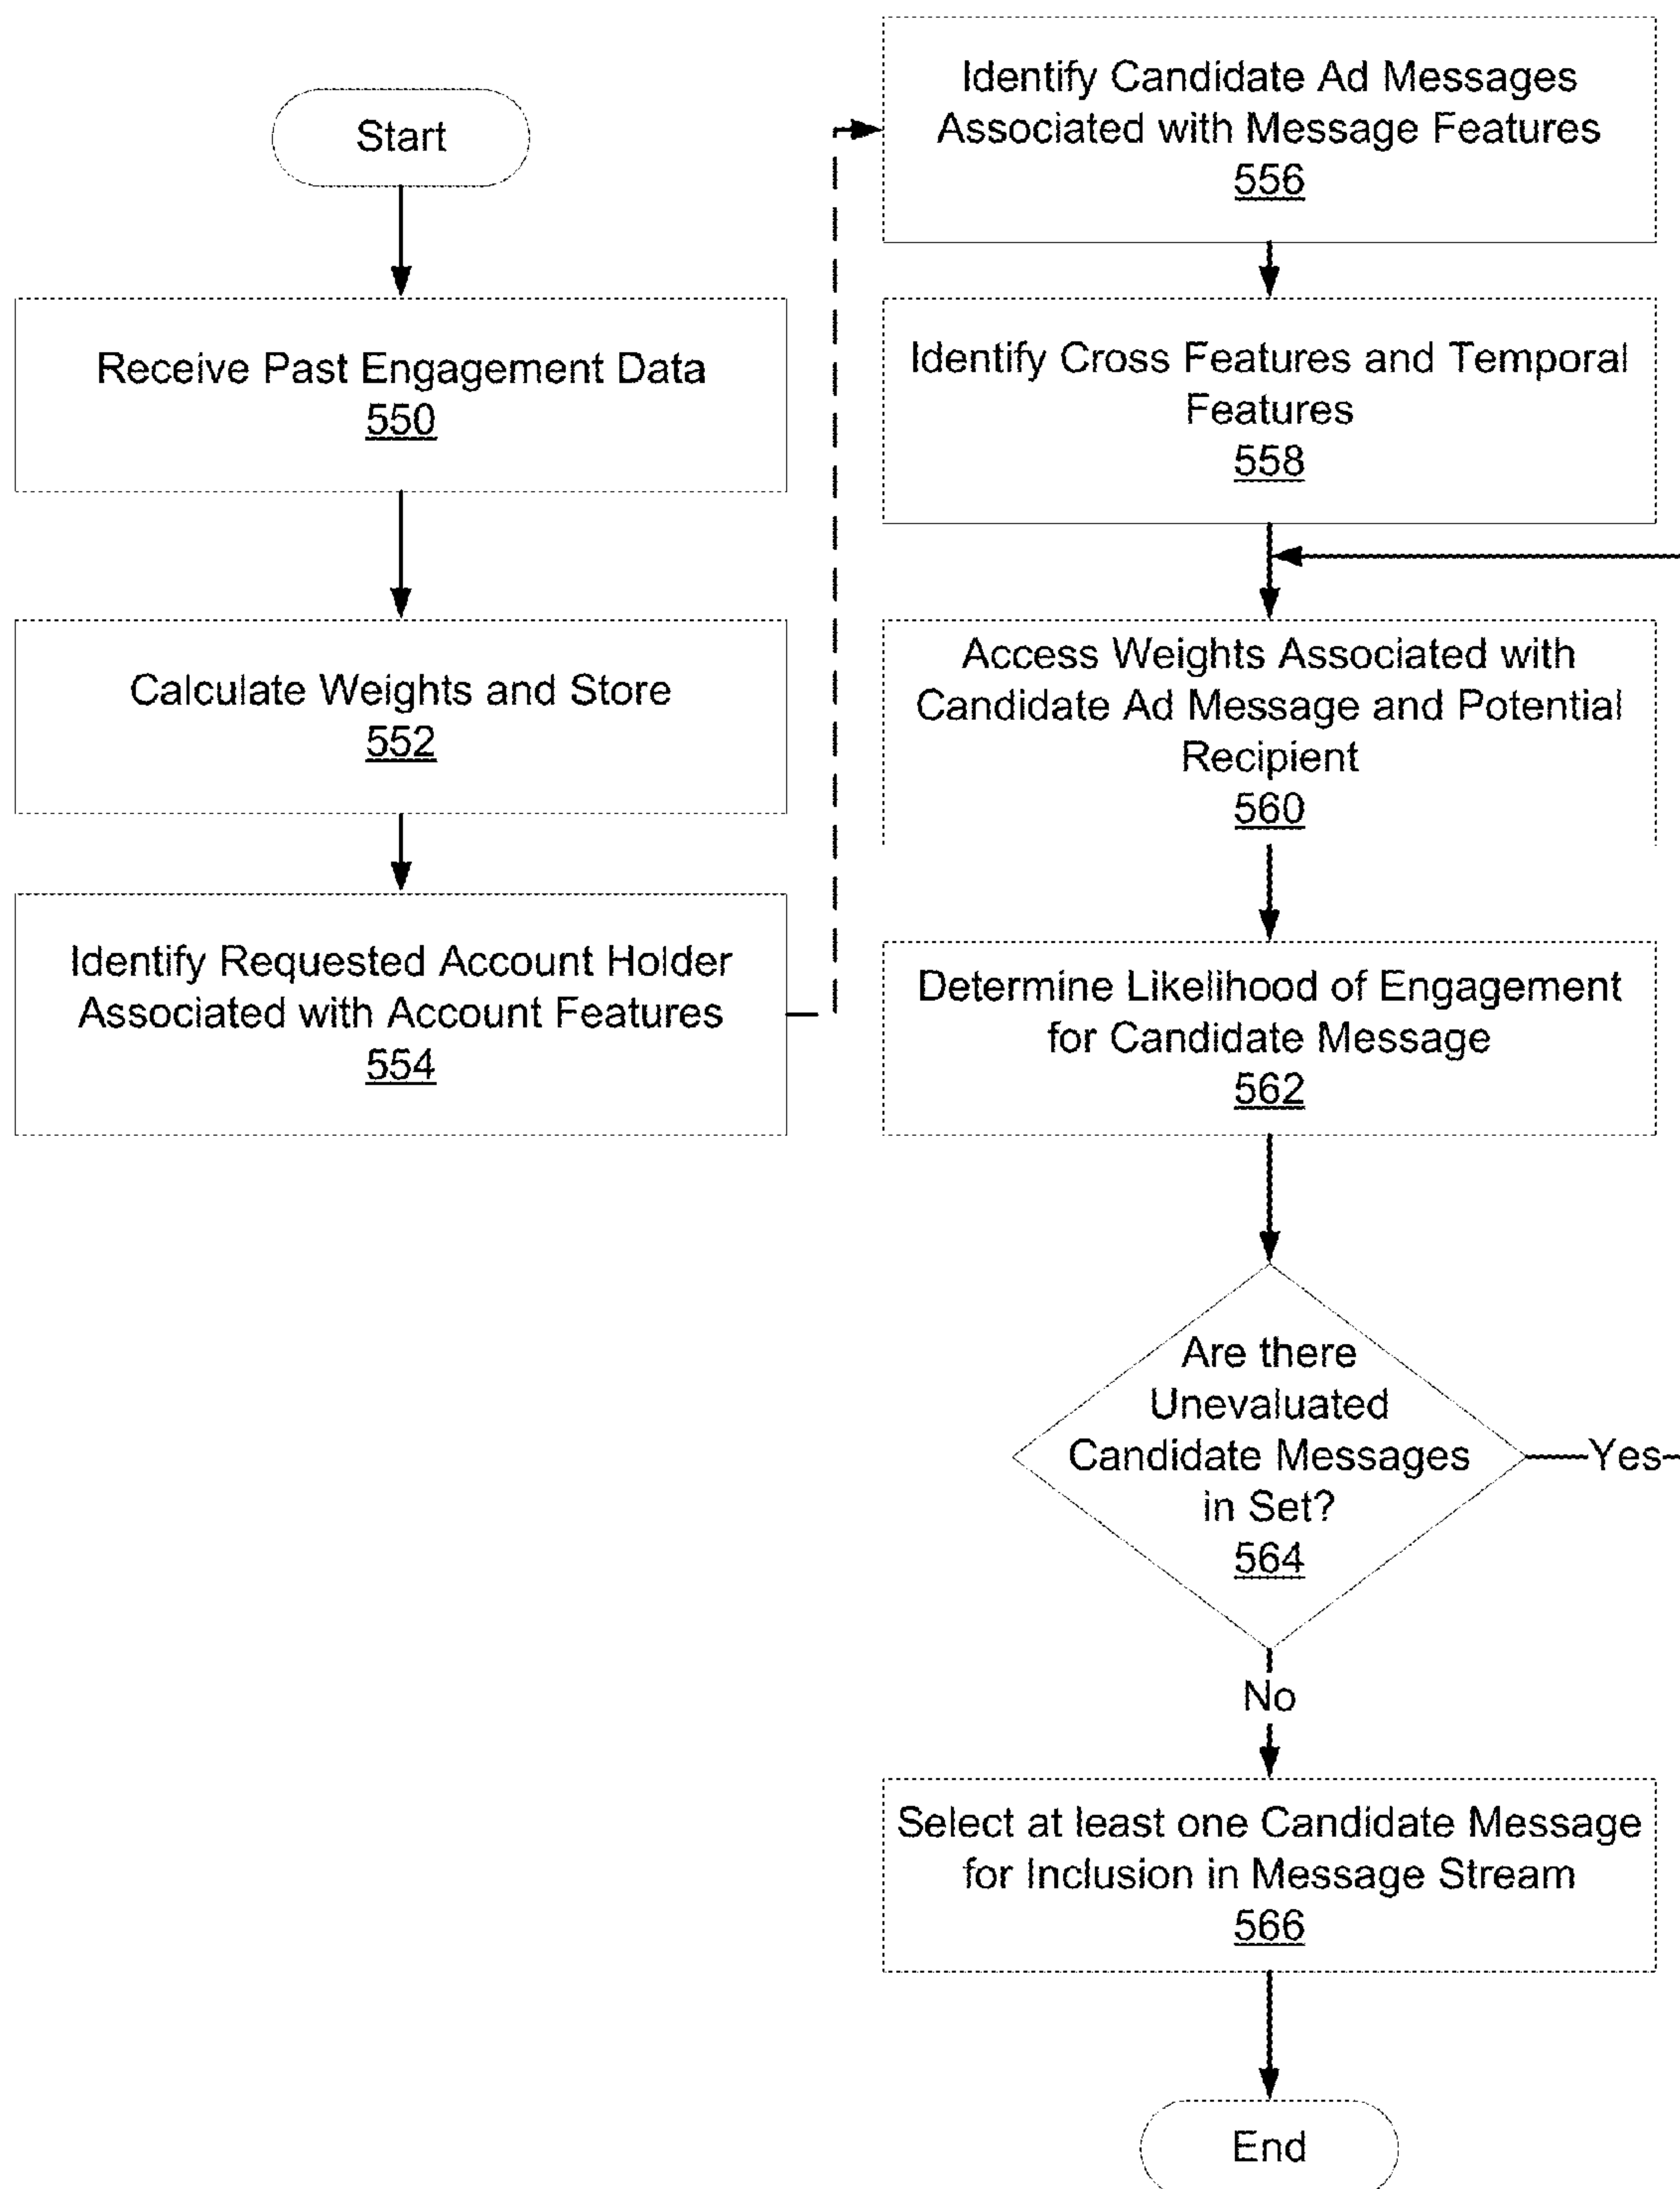 Start
Receive Past Engagement Data
550
Calculate Weights and Store
552
Identify Requested Account Holder
Associated with Account Features
554
Identify Candidate Ad Messages
Associated with Message Features
556
Identify Cross Features and Temporal
Features
558
Access Weights Associated with
Candidate Ad Message and Potential
Recipient
560
Determine Likelihood of Engagement
for Candidate Message
562
Are there
Unevaluated
Candidate Messages
in Set?
564
Yes
No
Select at least one Candidate Message
for Inclusion in Message Stream
566
End